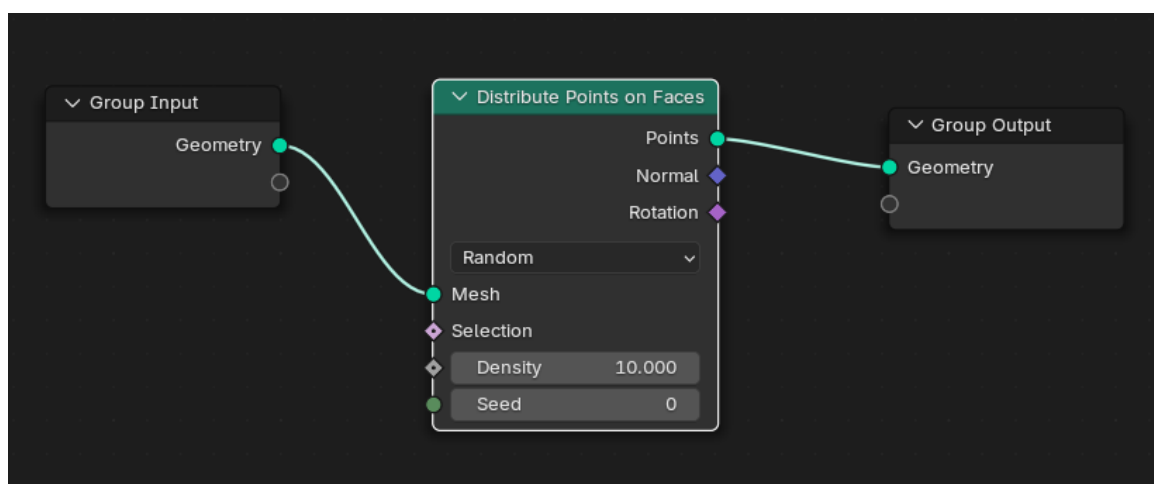 Group Input
Geometry
Distribute Points on Faces
Points
Normal
Rotation
Random
Mesh
Selection
Density 10.000
Seed 0
Group Output
Geometry